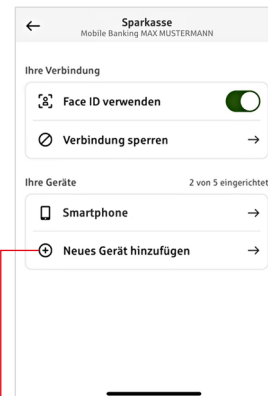 Sparkasse
Mobile Banking MAX MUSTERMANN
Ihre Verbindung
Face ID verwenden
Verbindung sperren
Ihre Geräte 2 von 5 eingerichtet
Smartphone
Neues Gerät hinzufügen